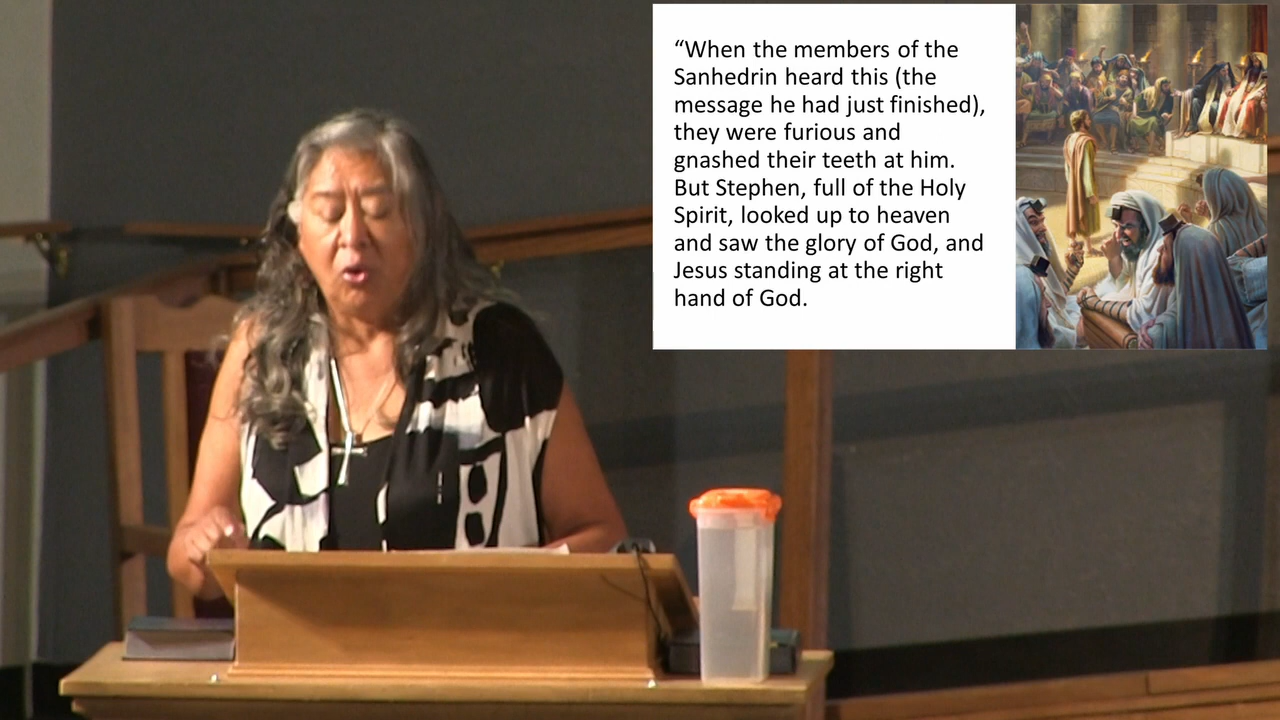 “When the members of the
Sanhedrin heard this (the
message he had just finished),
they were furious and
gnashed their teeth at him.
But Stephen, full of the Holy
Spirit, looked up to heaven
and saw the glory of God, and
Jesus standing at the right
hand of God.